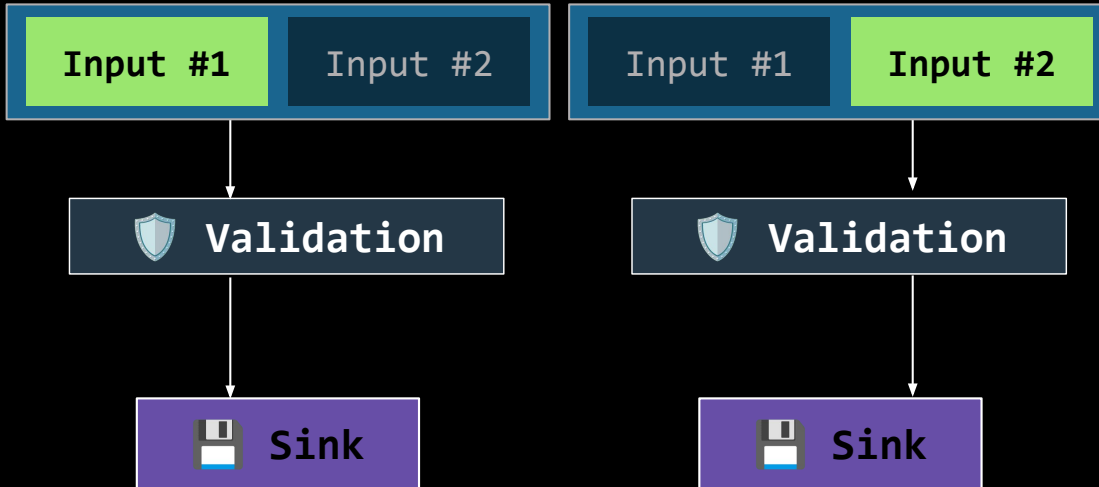 Input #1 Input #2
Input #1 Input #2
Validation
Validation
Sink
Sink